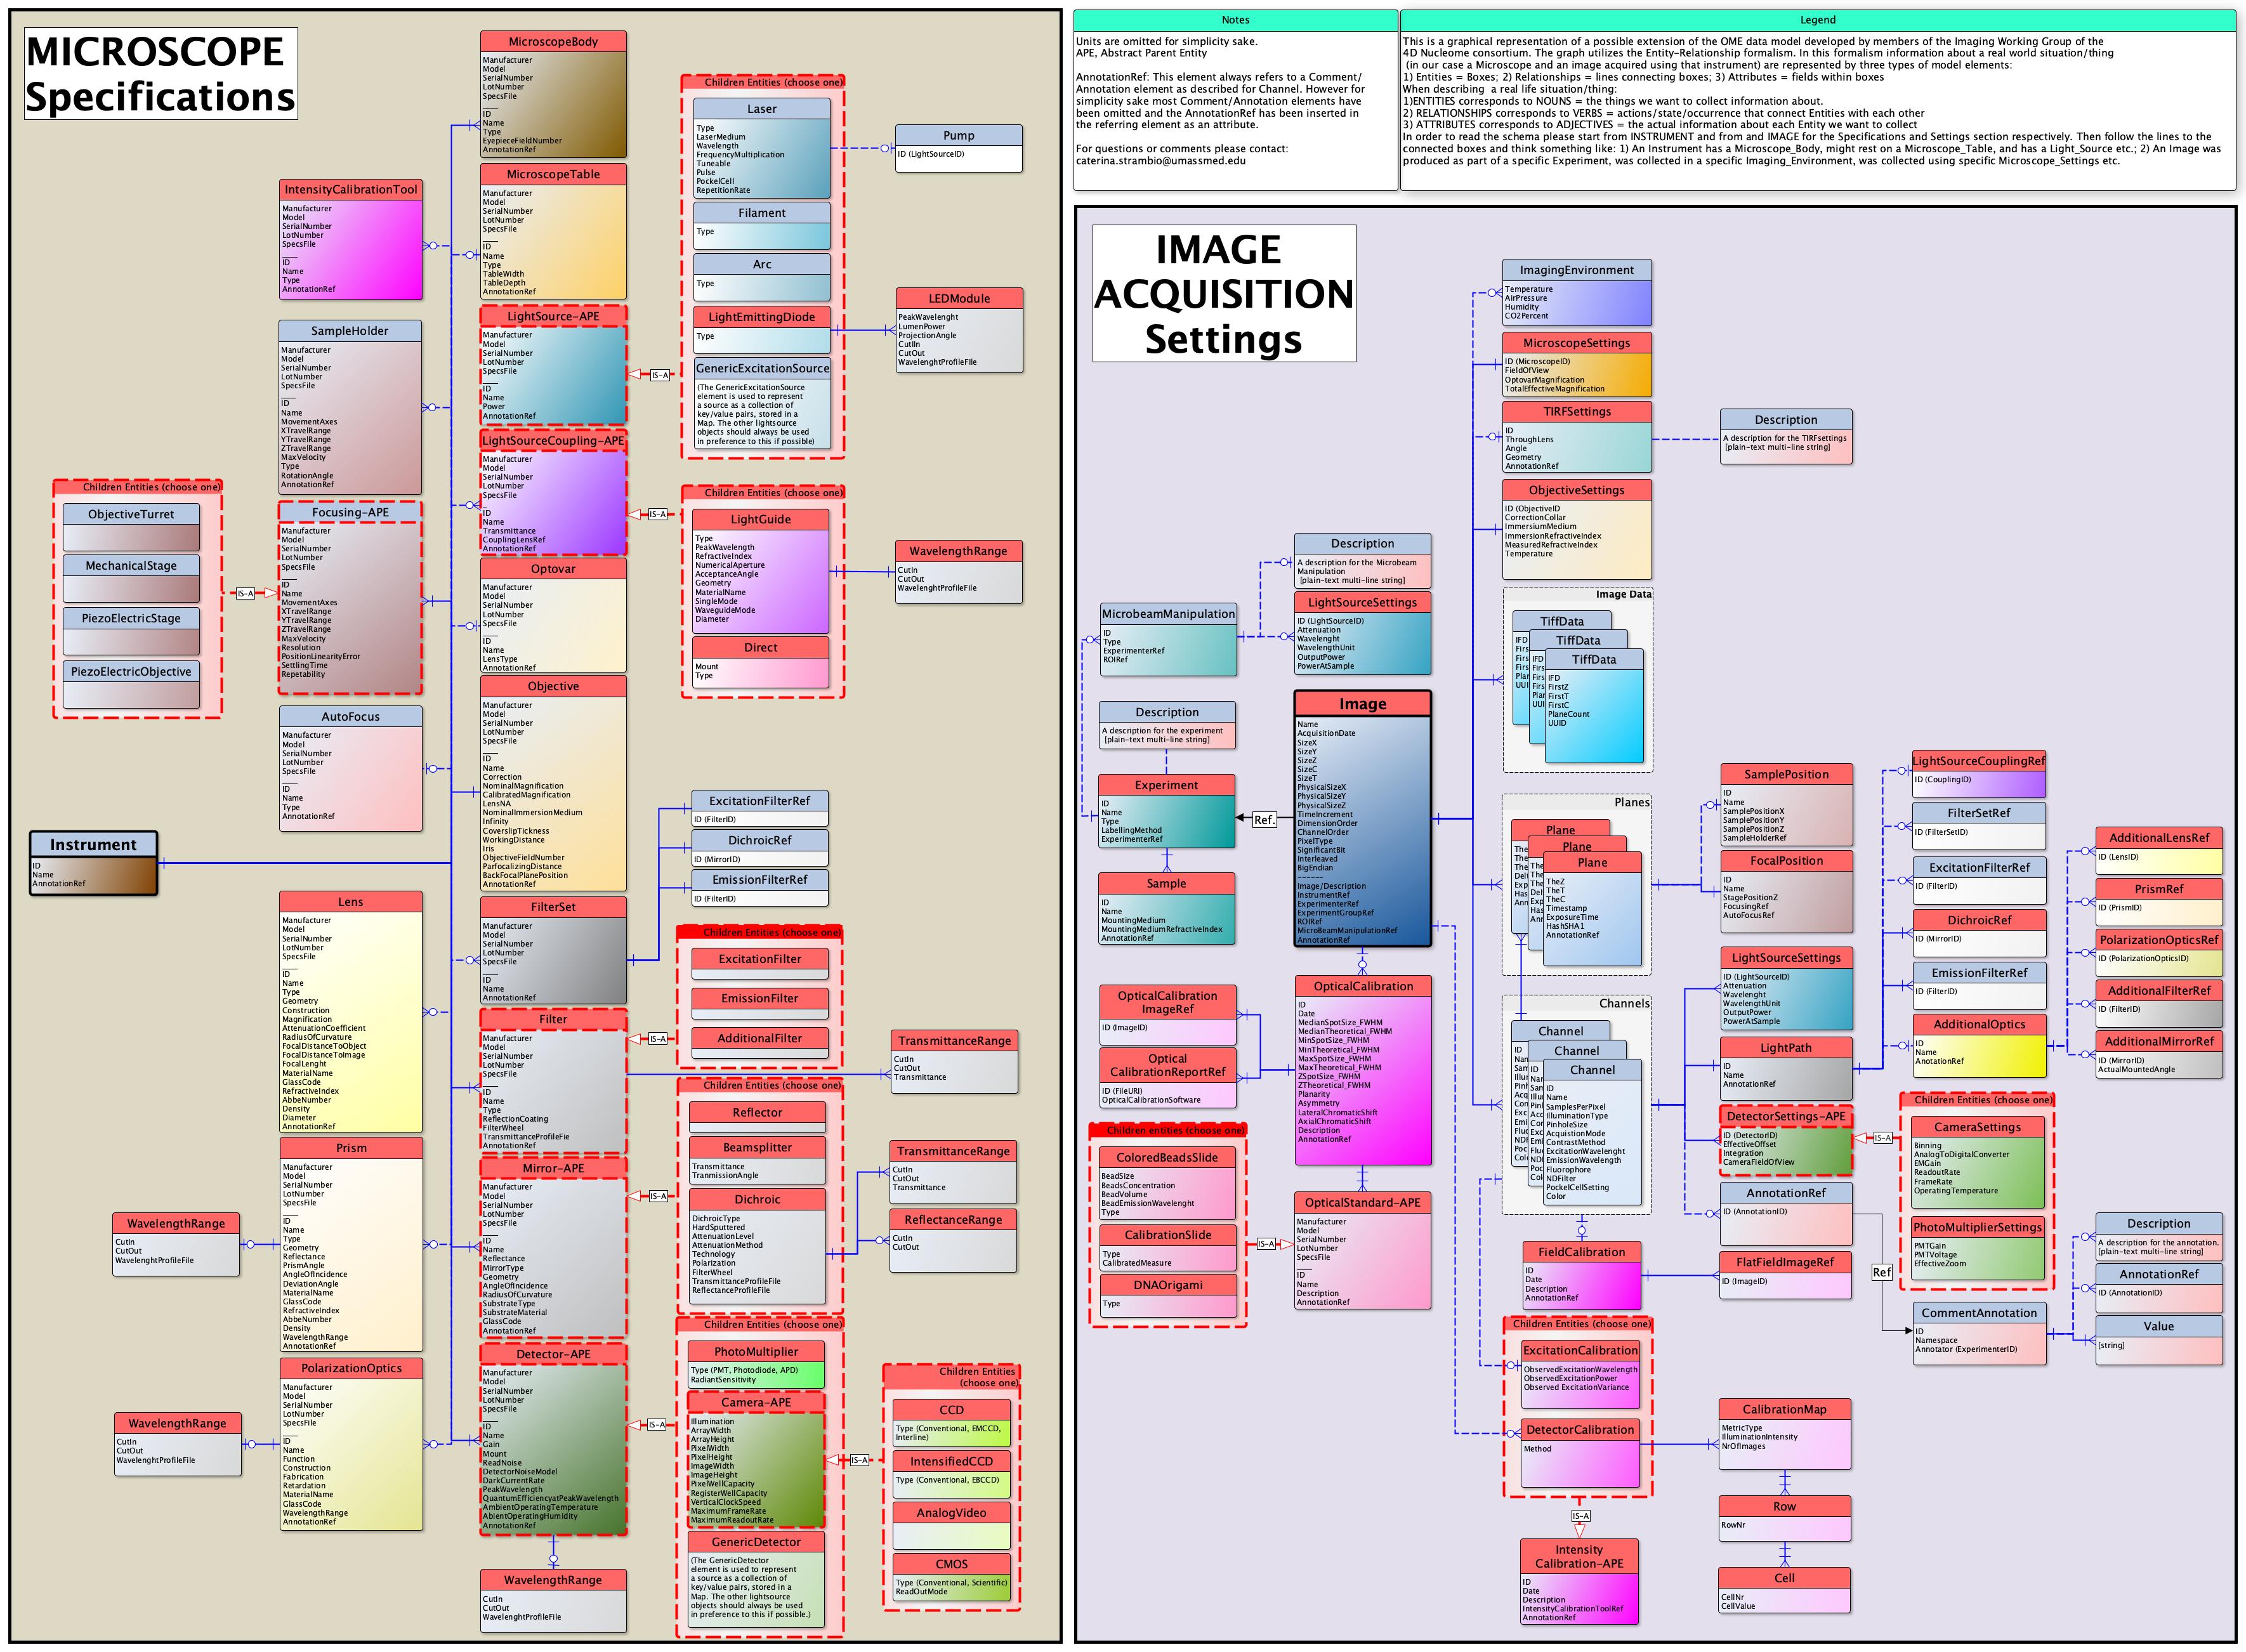 MICROSCOPE
Specifications
MicroscopeBody
Manufacturer
Model
SerialNumber
LotNumber
SpecsFile
___
ID
Name
Type
EyepieceFieldNumber
AnnotationRef
MicroscopeTable
Manufacturer
Model
SerialNumber
LotNumber
SpecsFile
___
ID
Name
Type
TableWidth
TableDepth
AnnotationRef
LightSource-APE
Manufacturer
Model
SerialNumber
LotNumber
SpecsFile
___
ID
Name
Power
AnnotationRef
LightSourceCoupling-APE
Manufacturer
Model
SerialNumber
LotNumber
SpecsFile
ID
Name
Transmittance
CouplingLensRef
AnnotationRef
Optovar
Manufacturer
Model
SerialNumber
LotNumber
SpecsFile
___
ID
Name
LensType
AnnotationRef
Objective
Manufacturer
Model
SerialNumber
LotNumber
SpecsFile
___
ID
Name
Correction
NominalMagnification
CalibratedMagnification
LensNA
NominalImmersionMedium
Infinity
CoverslipTickness
WorkingDistance
Iris
ObjectiveFieldNumber
ParfocalizingDistance
BackFocalPlanePosition
AnnotationRef
FilterSet
Manufacturer
Model
SerialNumber
LotNumber
SpecsFile
___
ID
Name
AnnotationRef
Filter
Manufacturer
Model
SerialNumber
LotNumber
SpecsFile
___
ID
Name
Type
ReflectionCoating
FilterWheel
TransmittanceProfileFie
AnnotationRef
Mirror-APE
Manufacturer
Model
SerialNumber
LotNumber
SpecsFile
___
ID
Name
Reflectance
MirrorType
Geometry
AngleOfIncidence
RadiusOfCurvature
SubstrateType
SubstrateMaterial
GlassCode
AnnotationRef
Detector-APE
Manufacturer
Model
SerialNumber
LotNumber
SpecsFile
___
ID
Name
Gain
Mount
ReadNoise
DetectorNoiseModel
DarkCurrentRate
PeakWavelength
QuantumEfficiencyatPeakWavelength
AmbientOperatingTemperature
AbientOperatingHumidity
AnnotationRef
WavelengthRange
CutIn
CutOut
WavelenghtProfileFile
IntensityCalibrationTool
Manufacturer
Model
SerialNumber
LotNumber
SpecsFile
___
ID
Name
Type
AnnotationRef
SampleHolder
Manufacturer
Model
SerialNumber
LotNumber
SpecsFile
___
ID
Name
MovementAxes
XTravelRange
YTravelRange
ZTravelRange
MaxVelocity
Type
RotationAngle
AnnotationRef
Children Entities (choose one)
ObjectiveTurret
MechanicalStage
PiezoElectricStage
PiezoElectricObjective
IS-A
Focusing-APE
Manufacturer
Model
SerialNumber
LotNumber
SpecsFile
___
ID
Name
MovementAxes
XTravelRange
YTravelRange
ZTravelRange
MaxVelocity
Resolution
PositionLinearityError
SettlingTime
Repetability
AutoFocus
Manufacturer
Model
SerialNumber
LotNumber
SpecsFile
___
ID
Name
Type
AnnotationRef
Instrument
ID
Name
AnnotationRef
Lens
Manufacturer
Model
SerialNumber
LotNumber
SpecsFile
___
ID
Name
Type
Geometry
Construction
Magnification
AttenuationCoefficient
RadiusOfCurvature
FocalDistanceToObject
FocalDistanceToImage
FocalLenght
MaterialName
GlassCode
RefractiveIndex
AbbeNumber
Density
Diameter
AnnotationRef
Prism
Manufacturer
Model
SerialNumber
LotNumber
SpecsFile
___
ID
Name
Type
Geometry
Reflectance
PrismAngle
AngleOfIncidence
DeviationAngle
MaterialName
GlassCode
RefractiveIndex
AbbeNumber
Density
WavelengthRange
AnnotationRef
WavelengthRange
CutIn
CutOut
WavelenghtProfileFile
PolarizationOptics
Manufacturer
Model
SerialNumber
LotNumber
SpecsFile
___
ID
Name
Function
Construction
Fabrication
Retardation
MaterialName
GlassCode
WavelengthRange
AnnotationRef
WavelengthRange
CutIn
CutOut
WavelenghtProfileFile
Children Entities (choose one)
Laser
Type
LaserMedium
Wavelength
FrequencyMultiplication
Tuneable
Pulse
PockelCell
RepetitionRate
Filament
Type
Arc
Type
LightEmittingDiode
Type
GenericExcitationSource
(The GenericExcitationSource
element is used to represent
a source as a collection of
key/value pairs, stored in a
Map. The other lightsource
objects should always be used
in preference to this if possible)
IS-A
Pump
ID (LightSourceID)
LEDModule
PeakWavelenght
LumenPower
ProjectionAngle
CutIIn
CutOut
WavelenghtProfileFIle
Children Entities (choose one)
LightGuide
Type
PeakWavelength
RefractiveIndex
NumericalAperture
AcceptanceAngle
Geometry
MaterialName
SingleMode
WaveguideMode
Diameter
Direct
Mount
Type
IS-A
WavelengthRange
CutIn
CutOut
WavelenghtProfileFile
ExcitationFilterRef
ID (FilterID)
DichroicRef
ID (MirrorID)
EmissionFilterRef
ID (FilterID)
Children Entities (choose one)
ExcitationFilter
EmissionFilter
AdditionalFilter
IS-A
TransmittanceRange
CutIn
CutOut
Transmittance
Children Entities (choose one)
Reflector
Beamsplitter
Transmittance
TranmissionAngle
Dichroic
DichroicType
HardSputtered
AttenuationLevel
AttenuationMethod
Technology
Polarization
FilterWheel
TransmittanceProfileFile
ReflectanceProfileFile
IS-A
TransmittanceRange
CutIn
CutOut
Transmittance
ReflectanceRange
CutIn
CutOut
Children Entities (choose one)
PhotoMultiplier
Type (PMT, Photodiode, APD)
RadiantSensitivity
Camera-APE
Illumination
ArrayWidth
ArrayHeight
PixelWidth
PixelHeight
ImageWidth
ImageHeight
PixelWellCapacity
RegisterWellCapacity
VerticalClockSpeed
MaximumFrameRate
MaximumReadoutRate
GenericDetector
(The GenericDetector
element is used to represent
a source as a collection of
key/value pairs, stored in a
Map. The other lightsource
objects should always be used
in preference to this if possible.)
IS-A
Children Entities
(choose one)
CCD
Type (Conventional, EMCCD,
Interline)
IntensifiedCCD
Type (Conventional, EBCCD)
AnalogVideo
CMOS
Type (Conventional, Scientific)
ReadOutMode
IS-A
Notes
Units are omitted for simplicity sake.
APE, Abstract Parent Entity
AnnotationRef: This element always refers to a Comment/
Annotation element as described for Channel. However for
simplicity sake most Comment/Annotation elements have
been omitted and the AnnotationRef has been inserted in
the referring element as an attribute.
For questions or comments please contact:
caterina.strambio@umassmed.edu
Legend
This is a graphical representation of a possible extension of the OME data model developed by members of the Imaging Working Group of the
4D Nucleome consortium. The graph utilizes the Entity-Relationship formalism. In this formalism information about a real world situation/thing
(in our case a Microscope and an image acquired using that instrument) are represented by three types of model elements:
1) Entities = Boxes; 2) Relationships = lines connecting boxes; 3) Attributes = fields within boxes
When describing a real life situation/thing:
1)ENTITIES corresponds to NOUNS = the things we want to collect information about.
2) RELATIONSHIPS corresponds to VERBS = actions/state/occurrence that connect Entities with each other
3) ATTRIBUTES corresponds to ADJECTIVES = the actual information about each Entity we want to collect
In order to read the schema please start from INSTRUMENT and from and IMAGE for the Specifications and Settings section respectively. Then follow the lines to the
connected boxes and think something like: 1) An Instrument has a Microscope_Body, might rest on a Microscope_Table, and has a Light_Source etc.; 2) An Image was
produced as part of a specific Experiment, was collected in a specific Imaging_Environment, was collected using specific Microscope_Settings etc.
IMAGE
ACQUISITION
Settings
ImagingEnvironment
Temperature
AirPressure
Humidity
CO2Percent
MicroscopeSettings
ID (MicroscopeID)
FieldOfView
OptovarMagnification
TotalEffectiveMagnification
TIRFSettings
ID
ThroughLens
Angle
Geometry
AnnotationRef
Description
A description for the TIRFsettings
[plain-text multi-line string]
ObjectiveSettings
ID (ObjectiveID
CorrectionCollar
ImmersiumMedium
ImmersionRefractiveIndex
MeasuredRefractiveIndex
Temperature
Description
A description for the Microbeam
Manipulation
[plain-text multi-line string]
LightSourceSettings
ID (LightSourceID)
Attenuation
Wavelenght
WavelengthUnit
OutputPower
PowerAtSample
MicrobeamManipulation
ID
Type
ExperimenterRef
ROIRef
Description
A description for the experiment
[plain-text multi-line string]
Experiment
ID
Name
Type
LabellingMethod
ExperimenterRef
Ref.
Sample
ID
Name
MountingMedium
MountingMediumRefractiveIndex
AnnotationRef
Image
Name
AcquisitionDate
SizeX
SizeY
SizeZ
SizeC
SizeT
PhysicalSizeX
PhysicalSizeY
PhysicalSizeZ
TimeIncrement
DimensionOrder
ChannelOrder
PixelType
SignificantBit
Interleaved
BigEndian
------
Image/Description
InstrumentRef
ExperimenterRef
ExperimentGroupRef
ROIRef
MicroBeamManipulationRef
AnnotationRef
Image Data
TiffData
TiffData
TiffData
IFD
FirstZ
FirstT
FirstC
PlaneCount
UUID
Planes
Plane
Plane
Plane
TheZ
TheT
TheC
Timestamp
ExposureTime
HashSHA1
AnnotationRef
Channels
Channel
Channel
Channel
ID
Name
SamplesPerPixel
IlluminationType
PinholeSize
AcquistionMode
ContrastMethod
ExcitationWavelenght
EmissionWavelength
Fluorophore
NDFilter
PockelCellSetting
Color
OpticalCalibration
ImageRef
ID (ImageID)
Optical
CalibrationReportRef
ID (FileURI)
OpticalCalibrationSoftware
OpticalCalibration
ID
Date
MedianSpotSize_FWHM
MedianTheoretical_FWHM
MinSpotSize_FWHM
MinTheoretical_FWHM
MaxSpotSize_FWHM
MaxTheoretical_FWHM
ZSpotSize_FWHM
ZTheoretical_FWHM
Planarity
Asymmetry
LateralChromaticShift
AxialChromaticShift
Description
AnnotationRef
Children entities (choose one)
ColoredBeadsSlide
BeadSize
BeadsConcentration
BeadVolume
BeadEmissionWavelenght
Type
CalibrationSlide
Type
CalibratedMeasure
DNAOrigami
Type
IS-A
OpticalStandard-APE
Manufacturer
Model
SerialNumber
LotNumber
SpecsFile
___
ID
Name
Description
AnnotationRef
SamplePosition
ID
Name
SamplePositionX
SamplePositionY
SamplePositionZ
SampleHolderRef
FocalPosition
ID
Name
StagePositionZ
FocusingRef
AutoFocusRef
LightSourceSettings
ID (LightSourceID)
Attenuation
Wavelenght
WavelengthUnit
OutputPower
PowerAtSample
LightPath
ID
Name
AnnotationRef
DetectorSettings-APE
ID (DetectorID)
EffectiveOffset
Integration
CameraFieldOfView
AnnotationRef
ID (AnnotationID)
FlatFieldImageRef
ID (ImageID)
LightSourceCouplingRef
ID (CouplingID)
FilterSetRef
ID (FilterSetID)
ExcitationFilterRef
ID (FilterID)
DichroicRef
ID (MirrorID)
EmissionFilterRef
ID (FilterID)
AdditionalOptics
ID
Name
AnotationRef
AdditionalLensRef
ID (LensID)
PrismRef
ID (PrismID)
PolarizationOpticsRef
ID (PolarizationOpticsID)
AdditionalFilterRef
ID (FilterID)
AdditionalMirrorRef
ID (MirrorID)
ActualMountedAngle
Children Entities (choose one)
CameraSettings
Binning
AnalogToDigitalConverter
EMGain
ReadoutRate
FrameRate
OperatingTemperature
PhotoMultiplierSettings
PMTGain
PMTVoltage
EffectiveZoom
IS-A
Ref
CommentAnnotation
ID
Namespace
Annotator (ExperimenterID)
Description
A description for the annotation.
[plain-text multi-line string]
AnnotationRef
ID (AnnotationID)
Value
[string]
FieldCalibration
ID
Date
Description
AnnotationRef
Children Entities (choose one)
ExcitationCalibration
ObservedExcitationWavelength
ObservedExcitationPower
Observed ExcitationVariance
DetectorCalibration
Method
IS-A
Intensity
Calibration-APE
ID
Date
Description
IntensityCalibrationToolRef
AnnotationRef
CalibrationMap
MetricType
IlluminationIntensity
NrOfImages
Row
RowNr
Cell
CellNr
CellValue